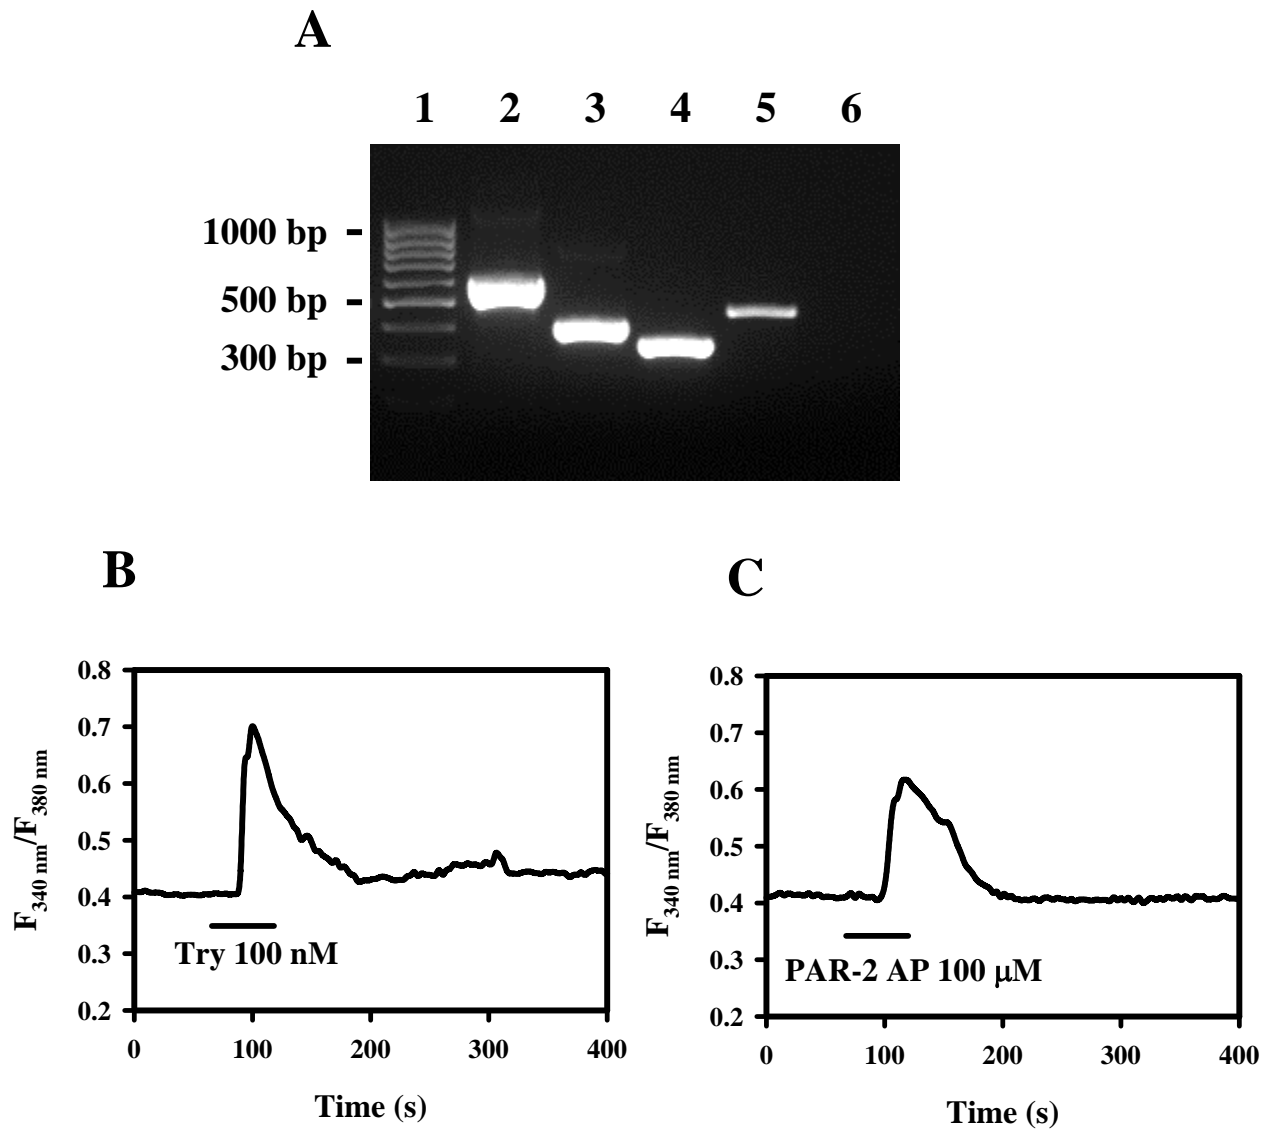 A
1 2 3 4 5 6
1000 bp -
500 bp -
300 bp -
B
C
0.8
0.7
0.6
0.5
0.4
0.3
0.2
F340 nm/F380 nm
Try 100 nM
0 100 200 300 400
Time (s)
0.8
0.7
0.6
0.5
0.4
0.3
0.2
F340 nm/F380 nm
PAR-2 AP 100 μM
0 100 200 300 400
Time (s)